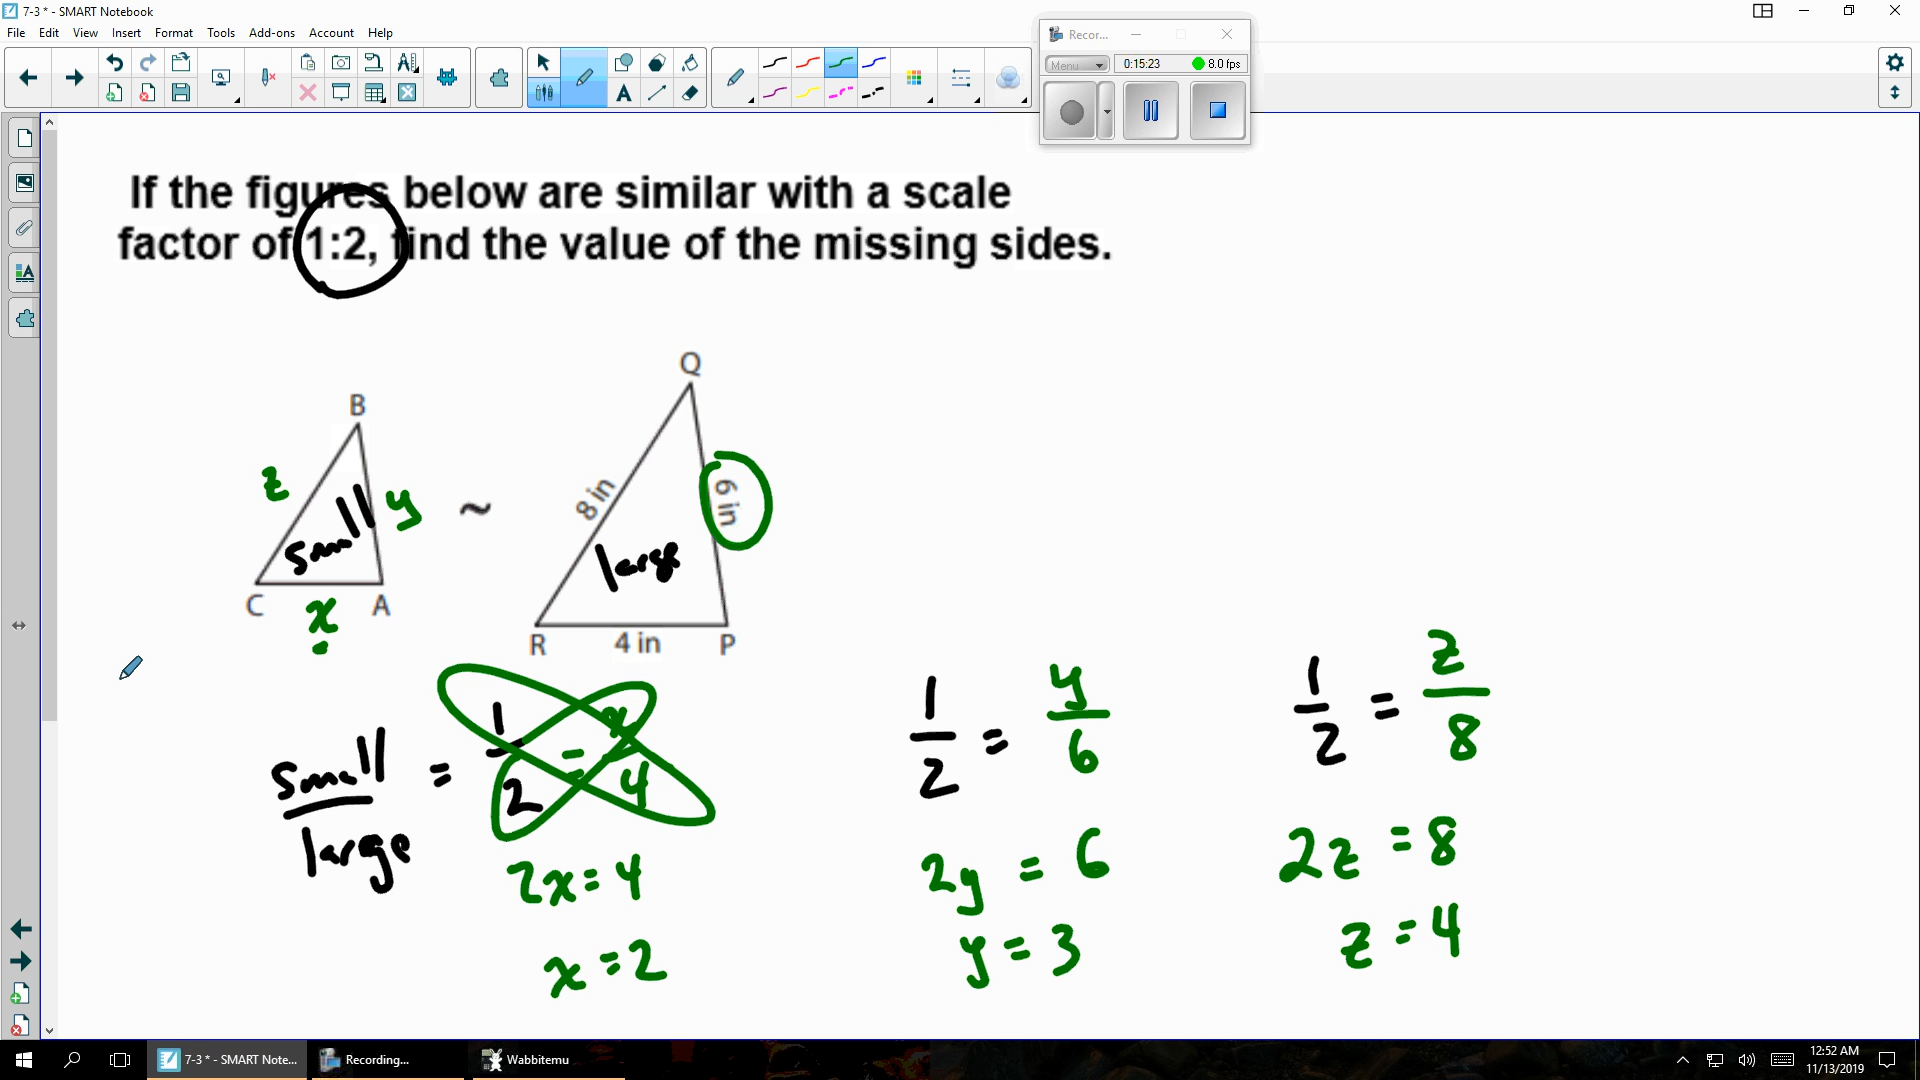 7-3 * - SMART Notebook
File Edit View Insert Format Tools Add-ons Account Help
Recor...
Menu
0:15:23
8.0 fps
If the figures below are similar with a scale
factor of 1:2, find the value of the missing sides.
Q
B
z
y
~
8 in
6 in
small
large
C
x
A
R
4 in
P
small
large
=
1
2
=
x
4
1
2
=
y
6
1
2
=
z
8
2x=4
2y = 6
2z = 8
x = 2
y = 3
z = 4
7-3 * - SMART Note...
Recording...
Wabbitemu
12:52 AM
11/13/2019